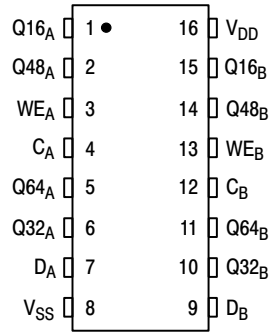 Q16A 1 16 VDD
Q48A 2 15 Q16B
WEA 3 14 Q48B
CA 4 13 WEB
Q64A 5 12 CB
Q32A 6 11 Q64B
DA 7 10 Q32B
VSS 8 9 DB